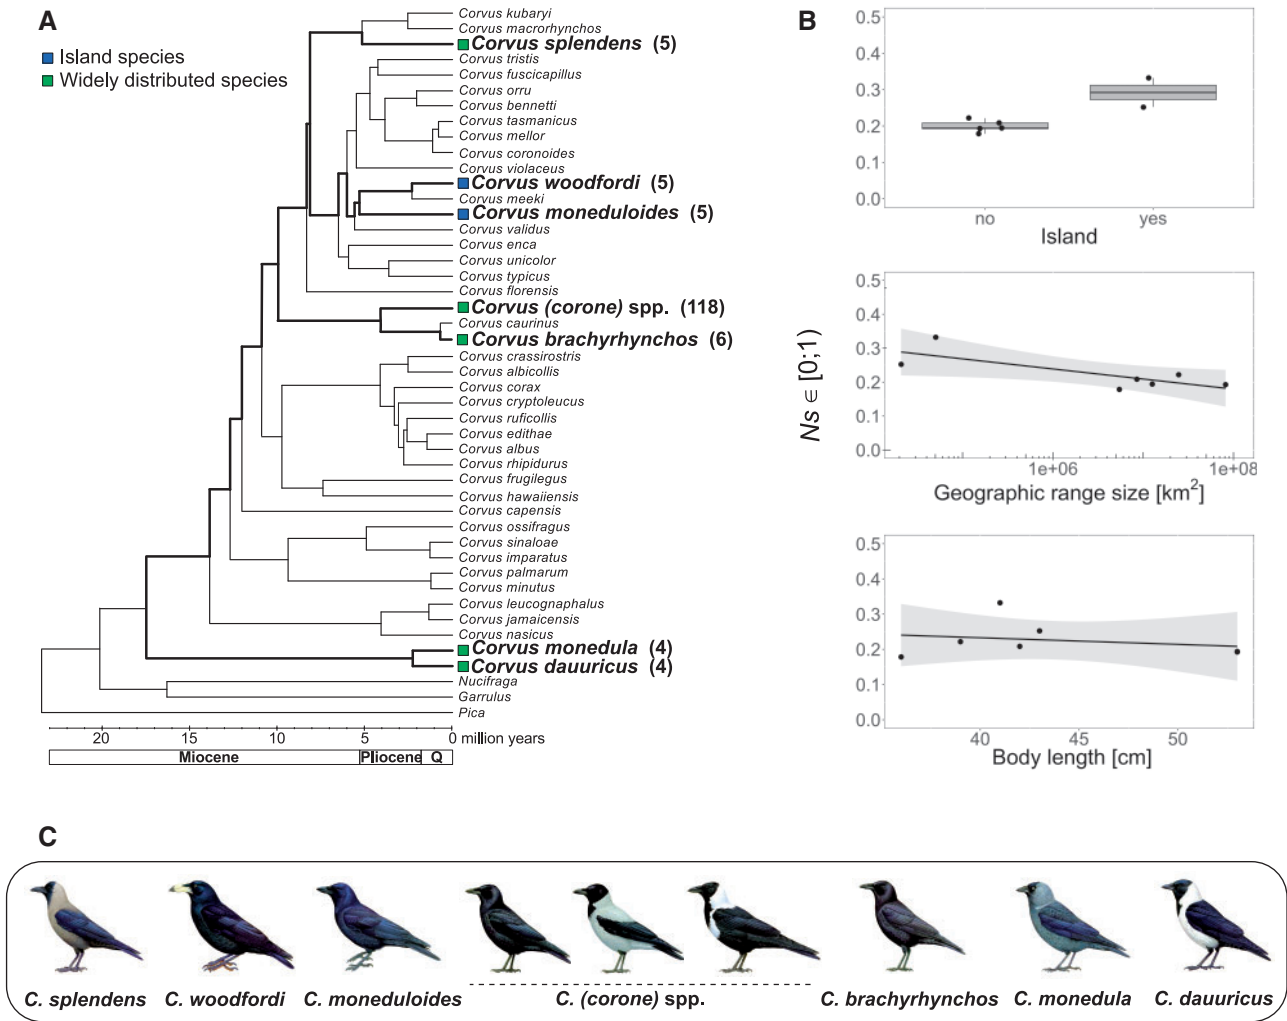 A
Island species
Widely distributed species
Corvus kubaryi
Corvus macrorhynchos
Corvus splendens (5)
Corvus tristis
Corvus fuscicapillus
Corvus orru
Corvus bennetti
Corvus tasmanicus
Corvus mellor
Corvus coronoides
Corvus violaceus
Corvus woodfordi (5)
Corvus meeki
Corvus moneduloides (5)
Corvus validus
Corvus enca
Corvus unicolor
Corvus typicus
Corvus florensis
Corvus (corone) spp. (118)
Corvus caurinus
Corvus brachyrhynchos (6)
Corvus crassirostris
Corvus albicollis
Corvus corax
Corvus cryptoleucus
Corvus ruficollis
Corvus edithae
Corvus albus
Corvus rhipidurus
Corvus frugilegus
Corvus hawaiiensis
Corvus capensis
Corvus ossifragus
Corvus sinaloae
Corvus imparatus
Corvus palmarum
Corvus minutus
Corvus leucognaphalus
Corvus jamaicensis
Corvus nasicus
Corvus monedula (4)
Corvus dauuricus (4)
Nucifraga
Garrulus
Pica
20 15 10 5 0 million years
Miocene Pliocene Q
B
Ns ∈ [0;1)
0.5
0.4
0.3
0.2
0.1
0.0
no yes
Island
0.5
0.4
0.3
0.2
0.1
0.0
1e+06 1e+08
Geographic range size [km²]
0.5
0.4
0.3
0.2
0.1
0.0
40 45 50
Body length [cm]
C
C. splendens C. woodfordi C. moneduloides C. (corone) spp. C. brachyrhynchos C. monedula C. dauuricus